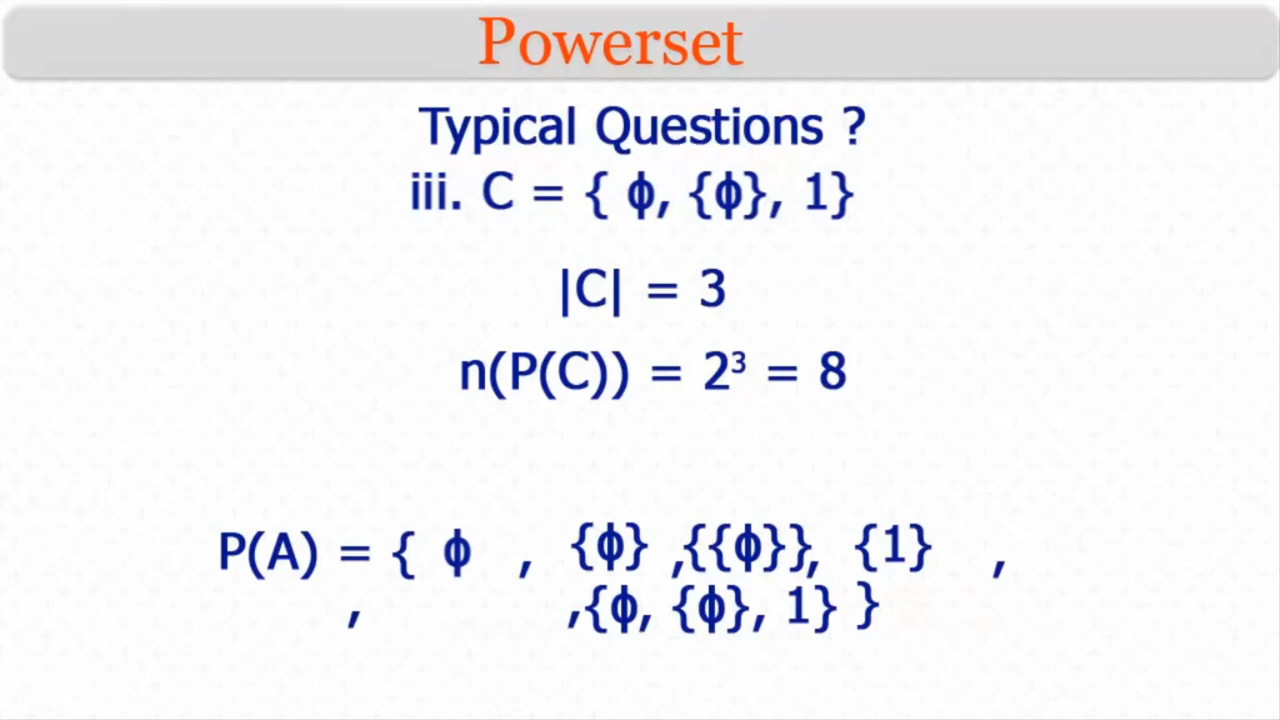 Powerset
Typical Questions ?
iii. C = { ϕ, {ϕ}, 1}
|C| = 3
n(P(C)) = 2³ = 8
P(A) = { ϕ , {ϕ} ,{{ϕ}}, {1} ,
, ,{ϕ, {ϕ}, 1} }